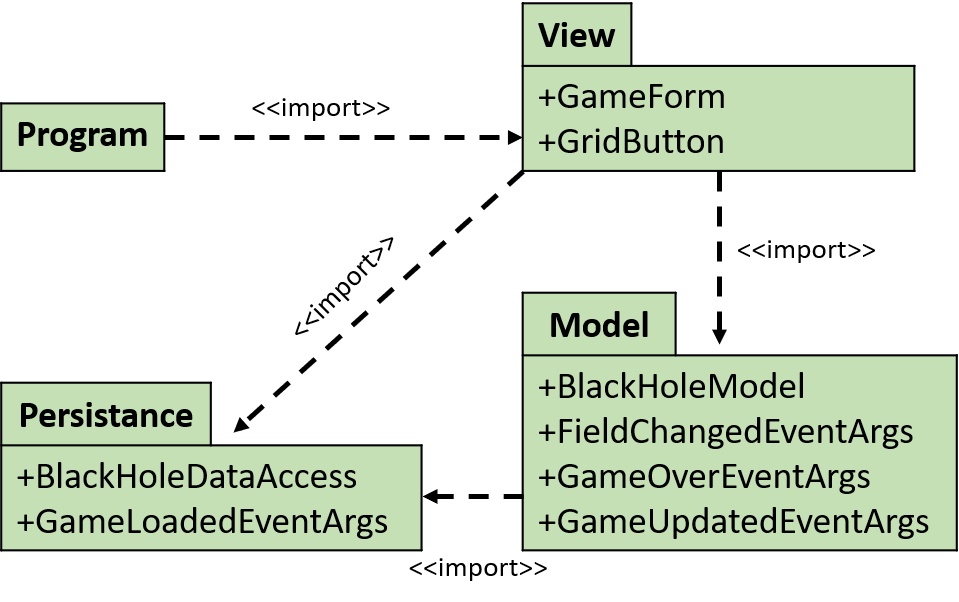 View
+GameForm
+GridButton
<<import>>
Program
<<import>>
<<import>>
Model
+BlackHoleModel
+FieldChangedEventArgs
+GameOverEventArgs
+GameUpdatedEventArgs
Persistance
+BlackHoleDataAccess
+GameLoadedEventArgs
<<import>>